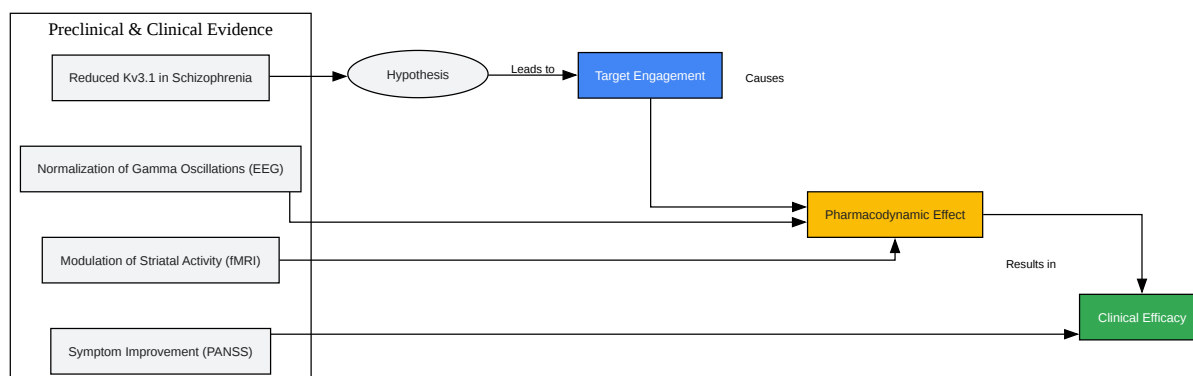 Preclinical & Clinical Evidence
Reduced Kv3.1 in Schizophrenia
Hypothesis
Leads to
Target Engagement
Causes
Normalization of Gamma Oscillations (EEG)
Pharmacodynamic Effect
Modulation of Striatal Activity (fMRI)
Results in
Clinical Efficacy
Symptom Improvement (PANSS)